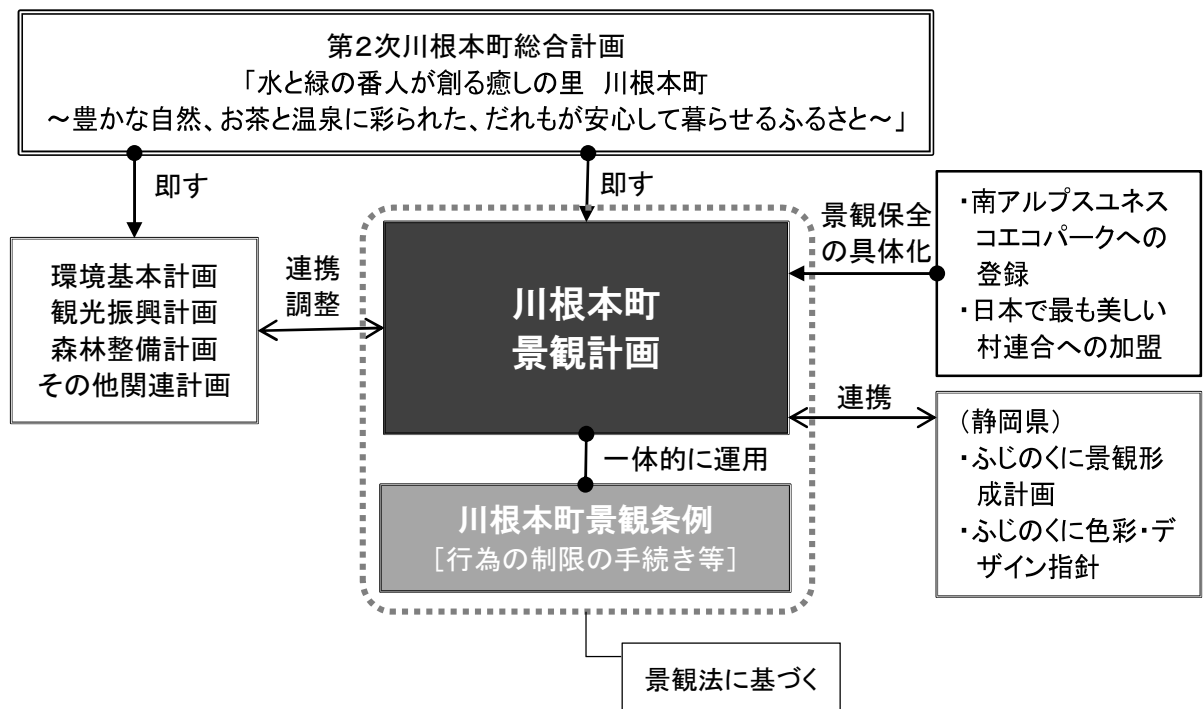 第２次川根本町総合計画
「水と緑の番人が創る癒しの里　川根本町
～豊かな自然、お茶と温泉に彩られた、だれもが安心して暮らせるふるさと～」
即す
即す
環境基本計画
観光振興計画
森林整備計画
その他関連計画
連携
調整
川根本町
景観計画
景観保全
の具体化
・南アルプスユネス
コエコパークへの
登録
・日本で最も美しい
村連合への加盟
連携
（静岡県）
・ふじのくに景観形
成計画
・ふじのくに色彩・デ
ザイン指針
一体的に運用
川根本町景観条例
［行為の制限の手続き等］
景観法に基づく